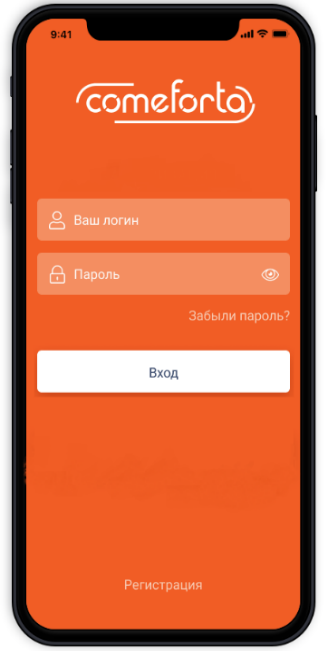 9:41
comeforta
Ваш логин
Пароль
Забыли пароль?
Вход
Регистрация